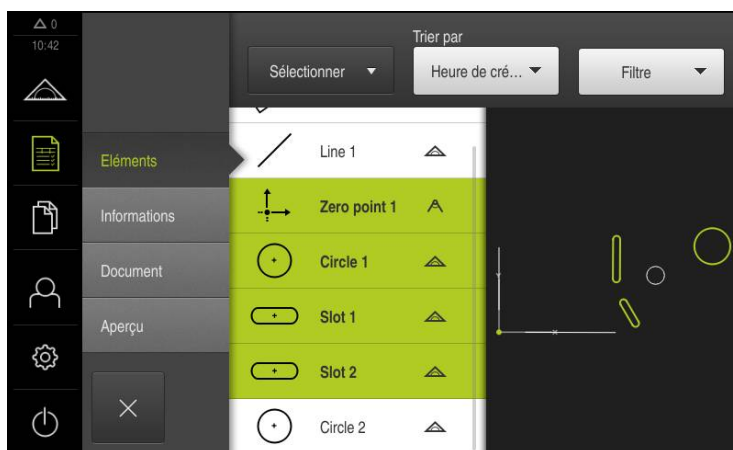 0
10:42
Trier par
Sélectionner
Heure de cré...
Filtre
Eléments
Informations
Document
Aperçu
Line 1
Zero point 1
Circle 1
Slot 1
Slot 2
Circle 2